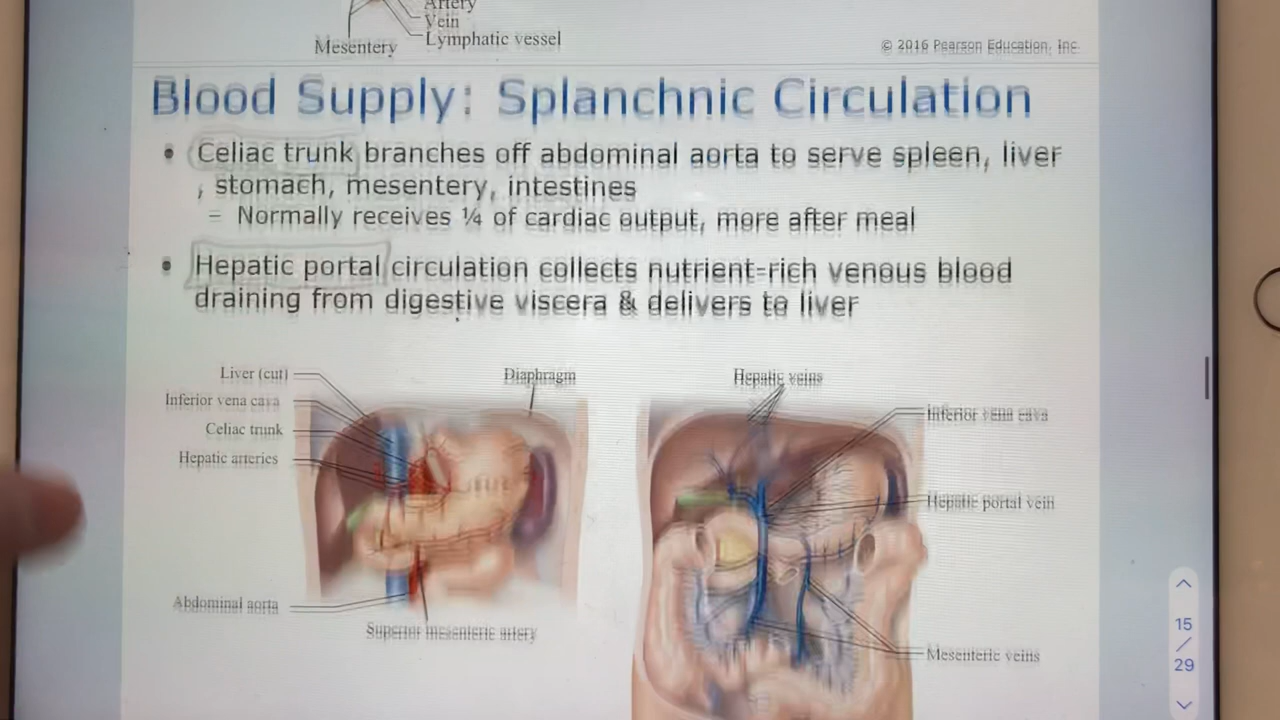 Artery
Vein
Lymphatic vessel
Mesentery
© 2016 Pearson Education, Inc.
Blood Supply: Splanchnic Circulation
• Celiac trunk branches off abdominal aorta to serve spleen, liver
, stomach, mesentery, intestines
– Normally receives ¼ of cardiac output, more after meal
• Hepatic portal circulation collects nutrient-rich venous blood
draining from digestive viscera & delivers to liver
Liver (cut)
Inferior vena cava
Celiac trunk
Hepatic arteries
Abdominal aorta
Diaphragm
Superior mesenteric artery
Hepatic veins
Inferior vena cava
Hepatic portal vein
Mesenteric veins
15
/
29